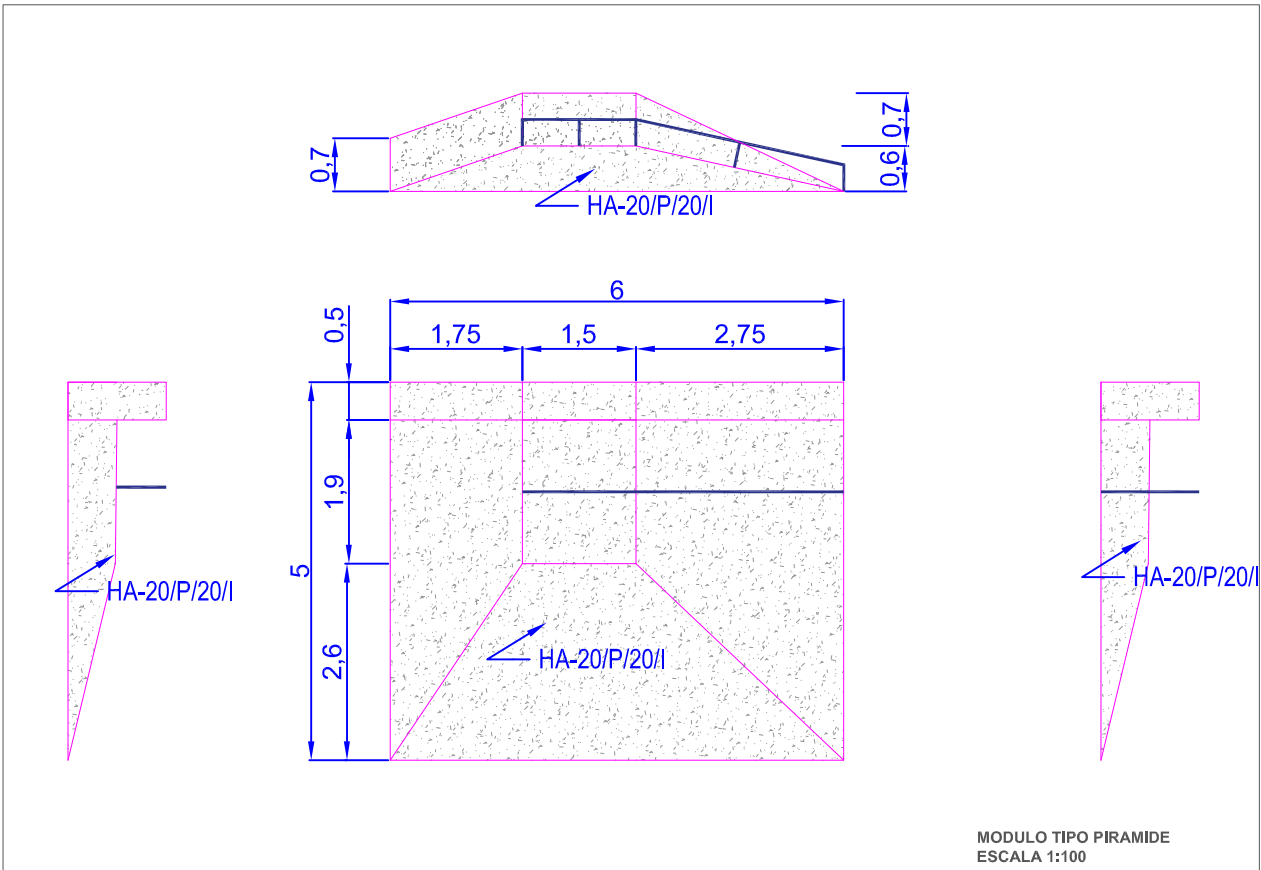 0,7
0,7
0,6
HA-20/P/20/I
6
0,5
1,75
1,5
2,75
1,9
5
2,6
HA-20/P/20/I
HA-20/P/20/I
HA-20/P/20/I
MODULO TIPO PIRAMIDE
ESCALA 1:100